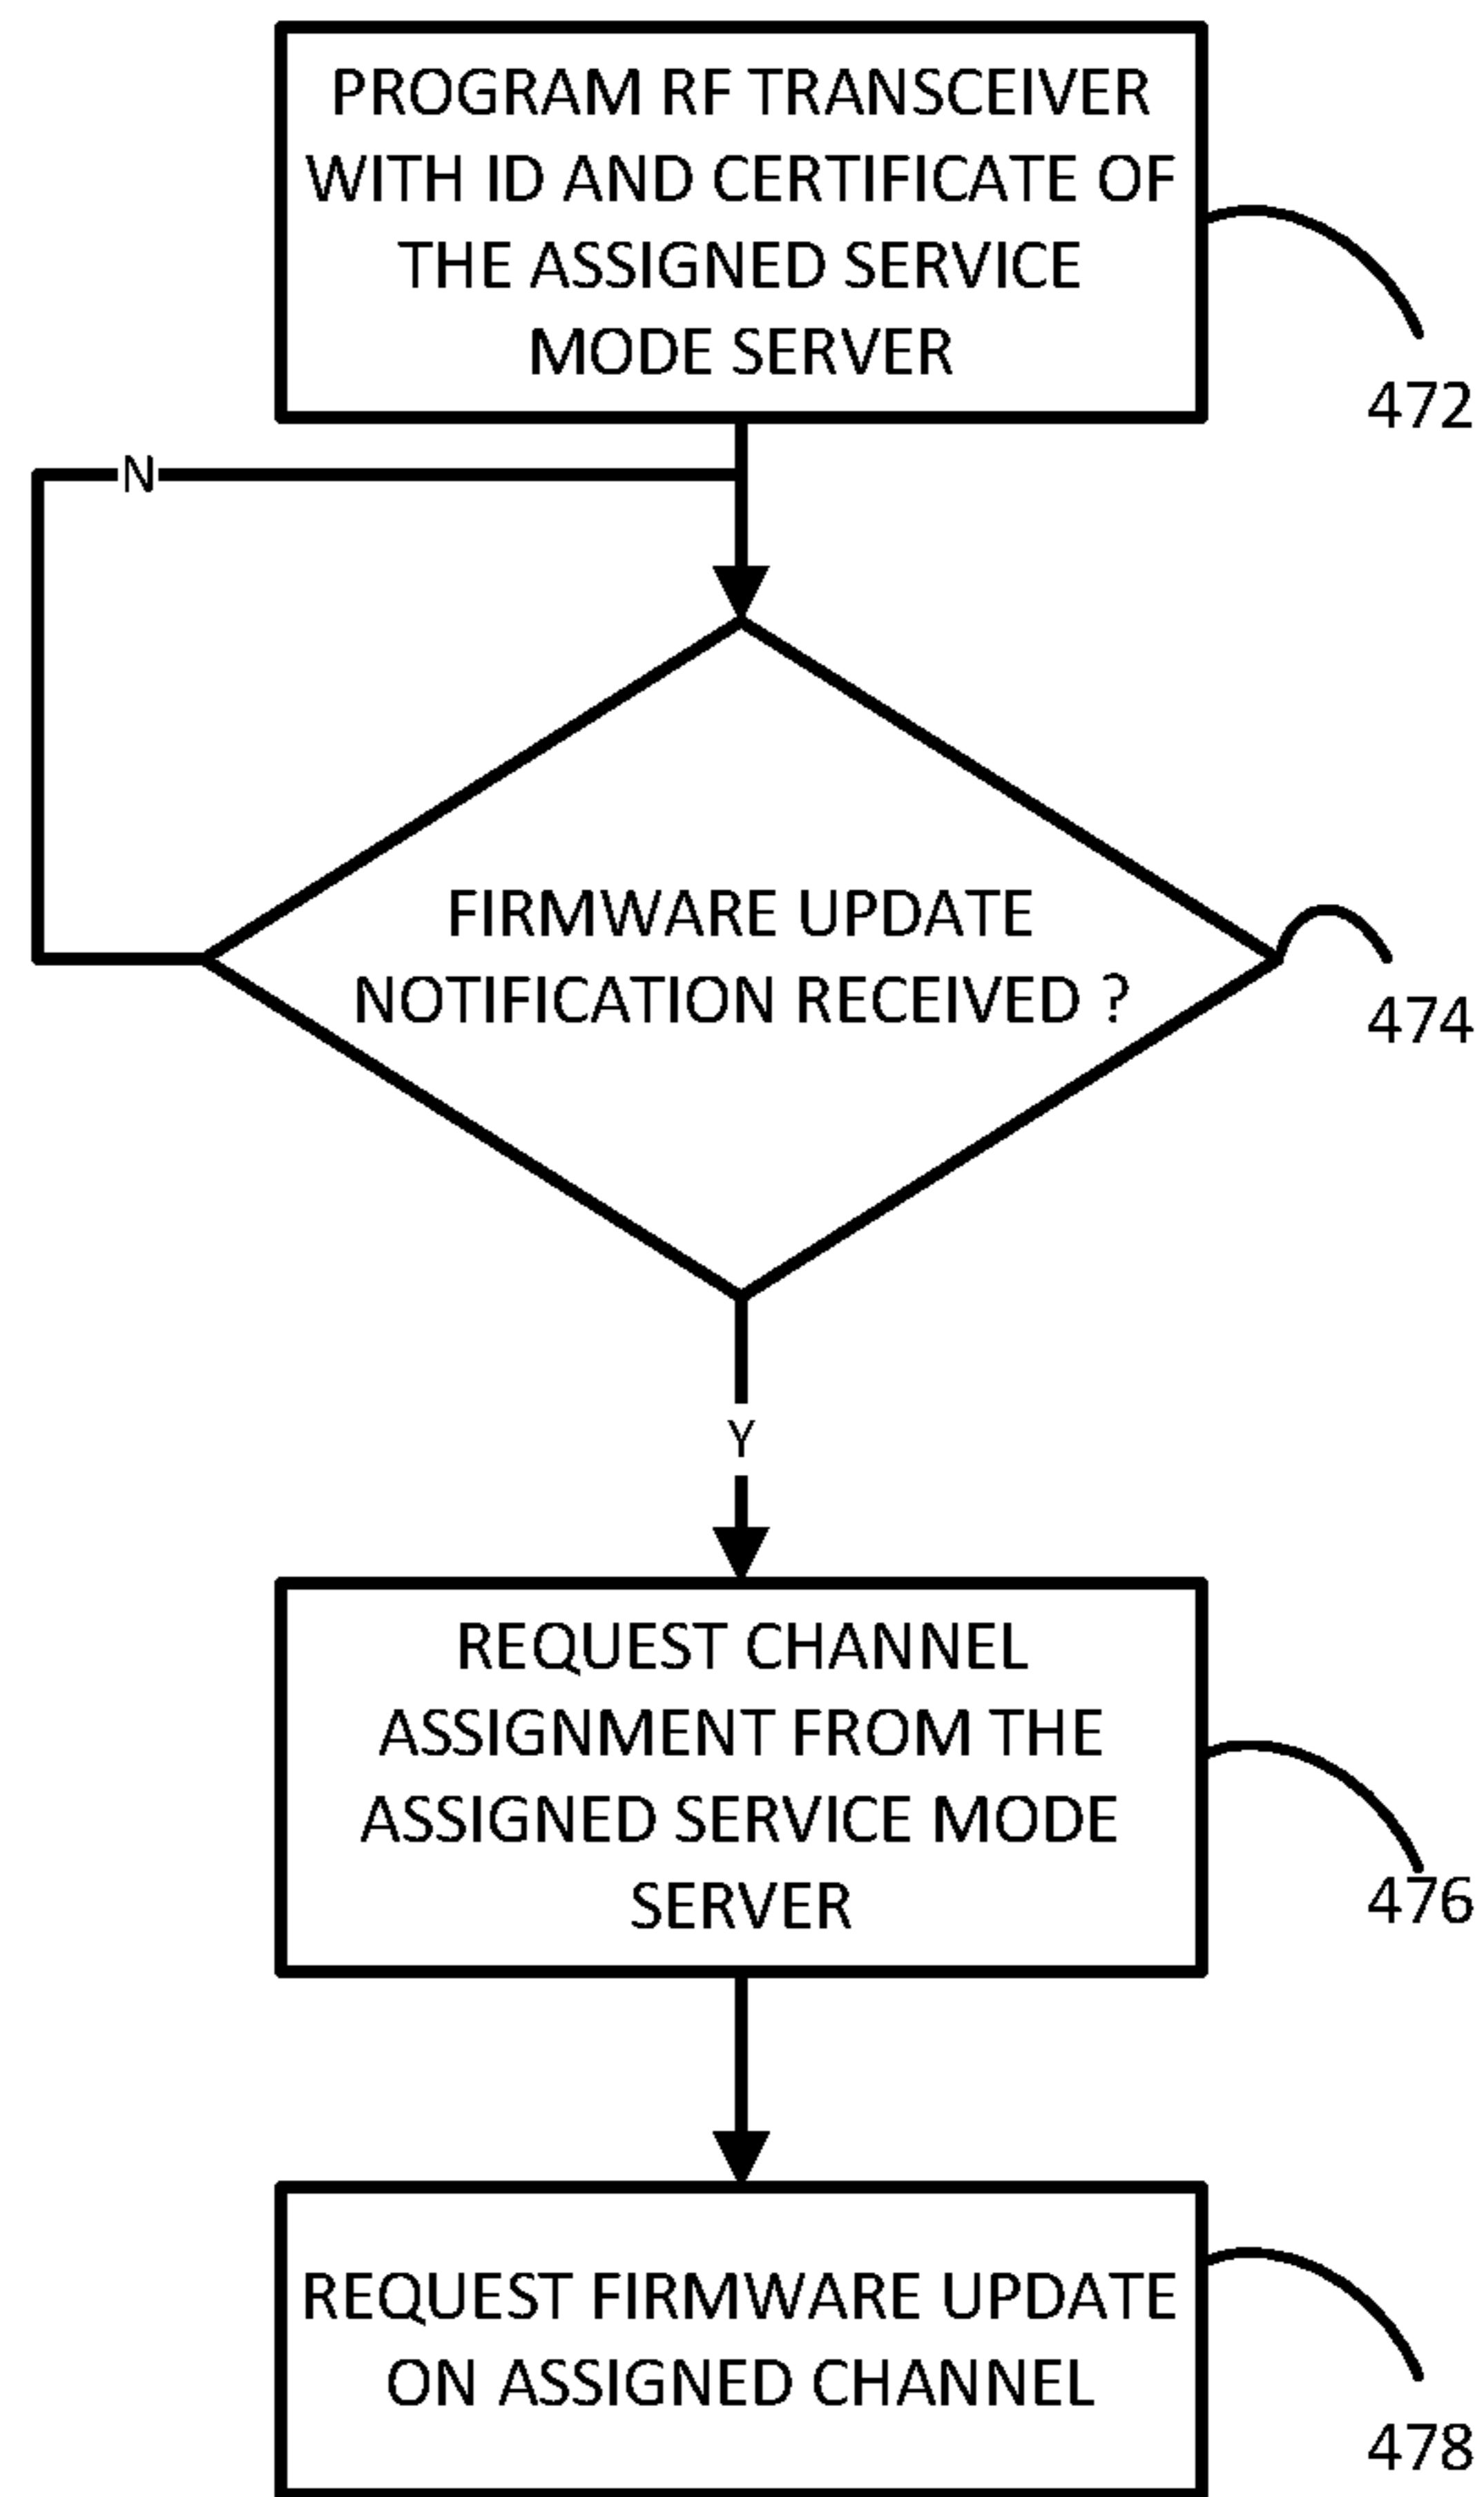 PROGRAM RF TRANSCEIVER
WITH ID AND CERTIFICATE OF
THE ASSIGNED SERVICE
MODE SERVER
472
N
FIRMWARE UPDATE
NOTIFICATION RECEIVED ?
474
Y
REQUEST CHANNEL
ASSIGNMENT FROM THE
ASSIGNED SERVICE MODE
SERVER
476
REQUEST FIRMWARE UPDATE
ON ASSIGNED CHANNEL
478